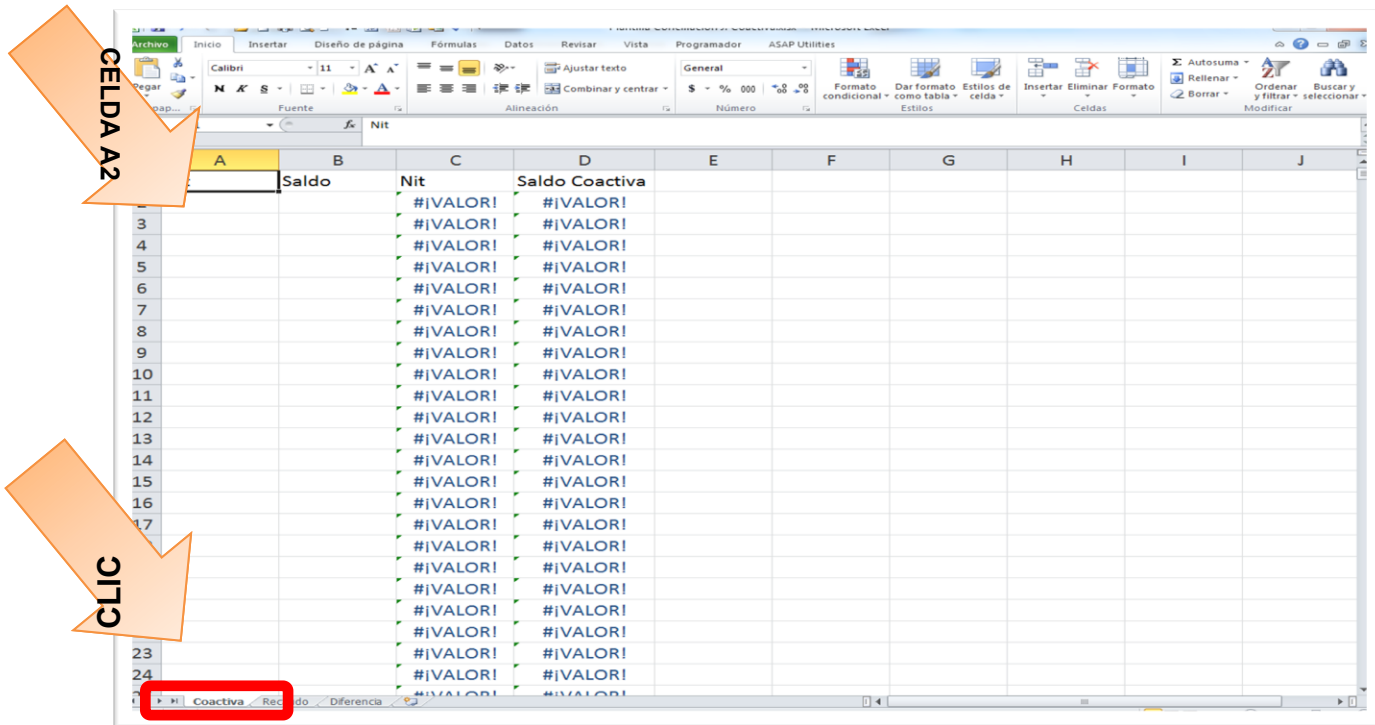 CELDA A2
CLIC
Archivo Inicio Insertar Diseño de página Fórmulas Datos Revisar Vista Programador ASAP Utilities
Calibri 11 A A Ajustar texto General Formato condicional Dar formato como tabla Estilos de celda Insertar Eliminar Formato Σ Autosuma Rellenar Borrar Ordenar y filtrar Buscar y seleccionar
Pegar N K S A Combinar y centrar $ % 000
Fuente Alineación Número Estilos Celdas Modificar
fx Nit
A B C D E F G H I J
Saldo Nit Saldo Coactiva
#¡VALOR! #¡VALOR!
3 #¡VALOR! #¡VALOR!
4 #¡VALOR! #¡VALOR!
5 #¡VALOR! #¡VALOR!
6 #¡VALOR! #¡VALOR!
7 #¡VALOR! #¡VALOR!
8 #¡VALOR! #¡VALOR!
9 #¡VALOR! #¡VALOR!
10 #¡VALOR! #¡VALOR!
11 #¡VALOR! #¡VALOR!
12 #¡VALOR! #¡VALOR!
13 #¡VALOR! #¡VALOR!
14 #¡VALOR! #¡VALOR!
15 #¡VALOR! #¡VALOR!
16 #¡VALOR! #¡VALOR!
17 #¡VALOR! #¡VALOR!
#¡VALOR! #¡VALOR!
#¡VALOR! #¡VALOR!
#¡VALOR! #¡VALOR!
#¡VALOR! #¡VALOR!
#¡VALOR! #¡VALOR!
23 #¡VALOR! #¡VALOR!
24 #¡VALOR! #¡VALOR!
#¡VALOR! #¡VALOR!
Coactiva Diferencia